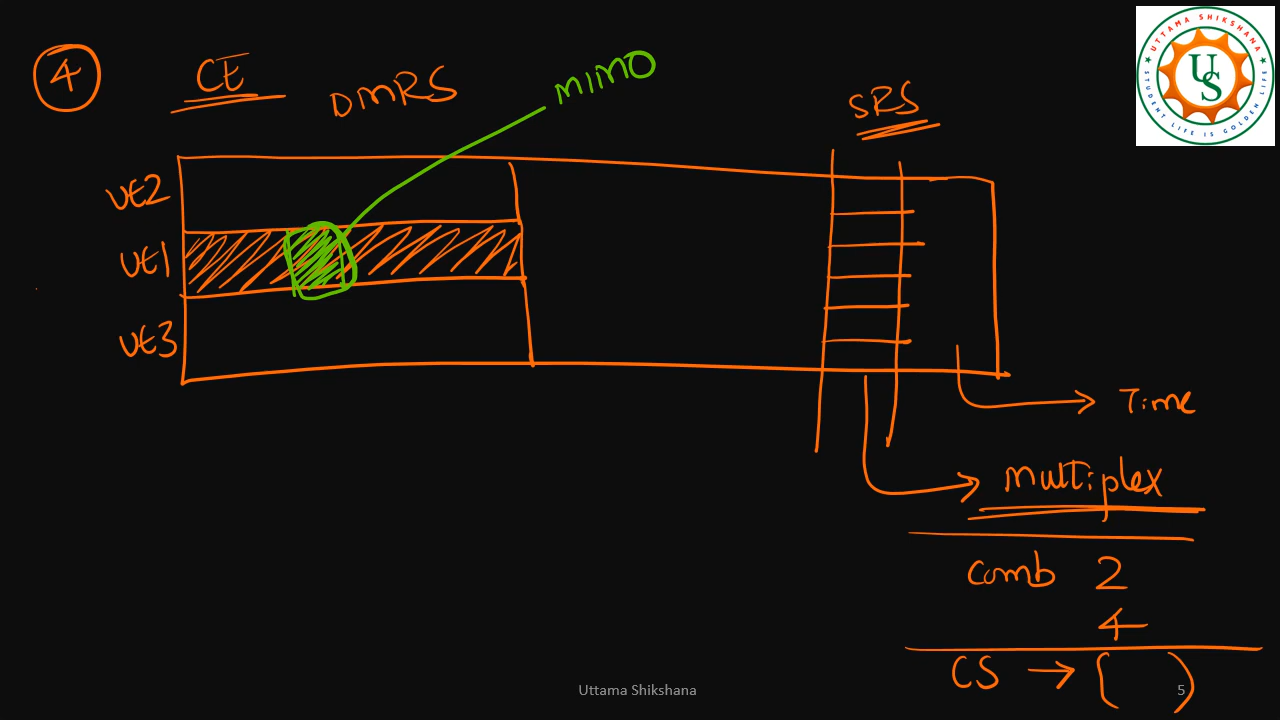 4
CE
DMRS
MIMO
SRS
UE2
UE1
UE3
Time
Multiplex
Comb 2
4
CS → ( )
Uttama Shikshana
5
UTTAMA SHIKSHANA
US
STUDENT LIFE IS GOLDEN LIFE